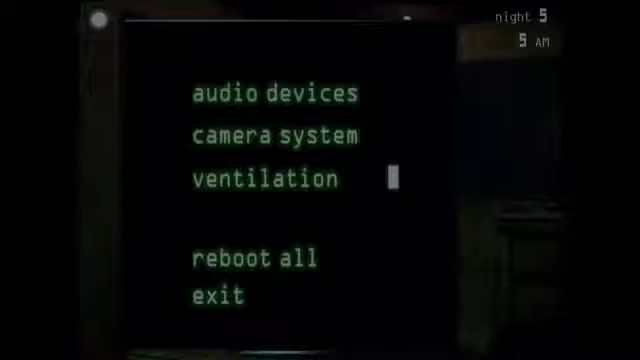 night 5
5 AM
audio devices
camera system
ventilation
reboot all
exit